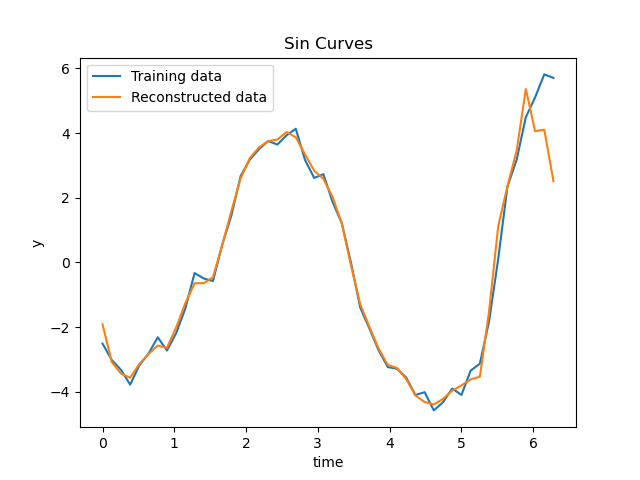 Sin Curves
Training data
Reconstructed data
6
4
2
0
−2
−4
y
0 1 2 3 4 5 6
time